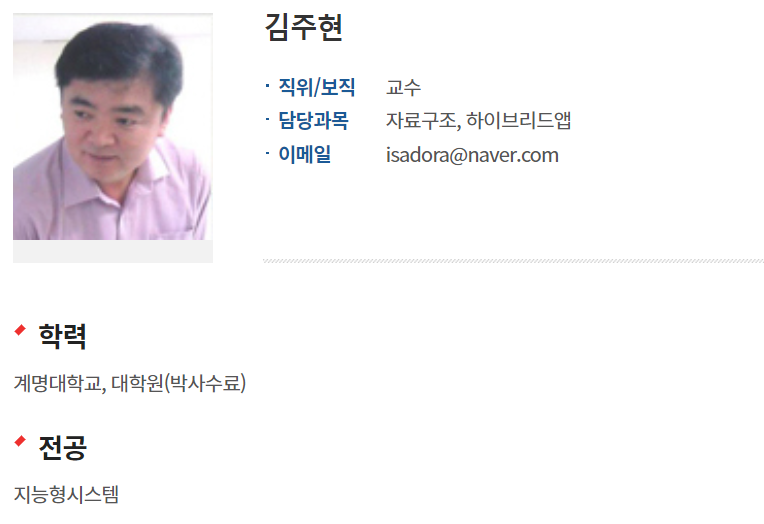 김주현
직위/보직 교수
담당과목 자료구조, 하이브리드앱
이메일 isadora@naver.com
학력
계명대학교, 대학원(박사수료)
전공
지능형시스템